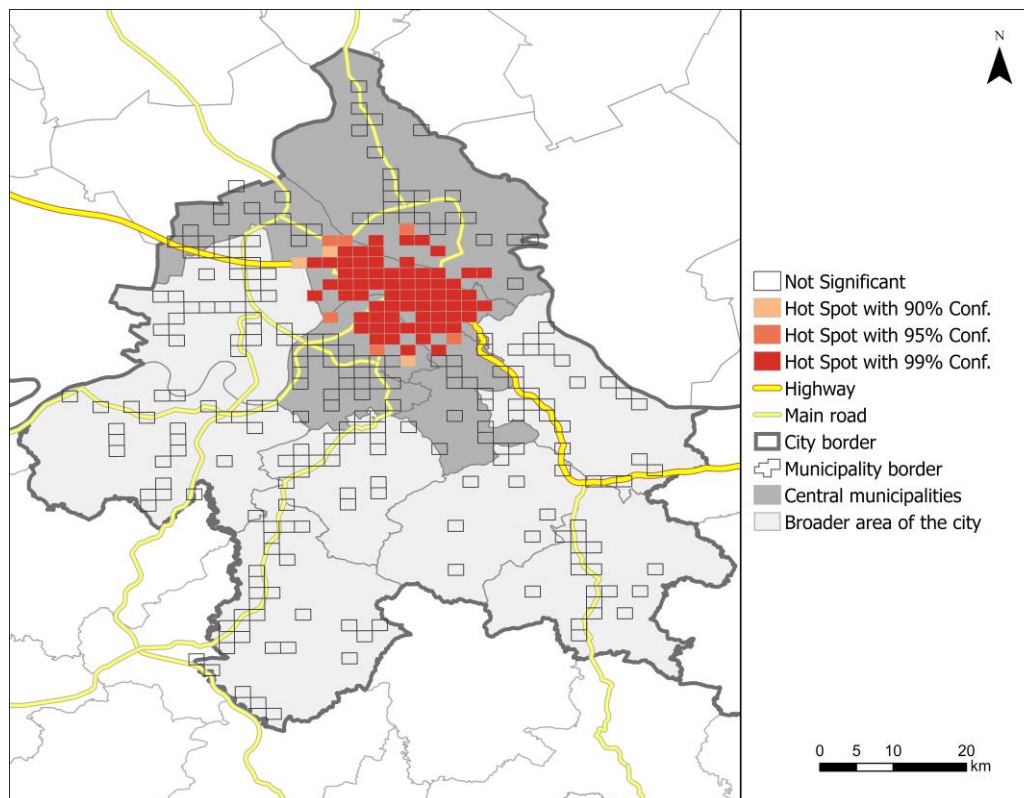 N
Not Significant
Hot Spot with 90% Conf.
Hot Spot with 95% Conf.
Hot Spot with 99% Conf.
Highway
Main road
City border
Municipality border
Central municipalities
Broader area of the city
0 5 10 20
km